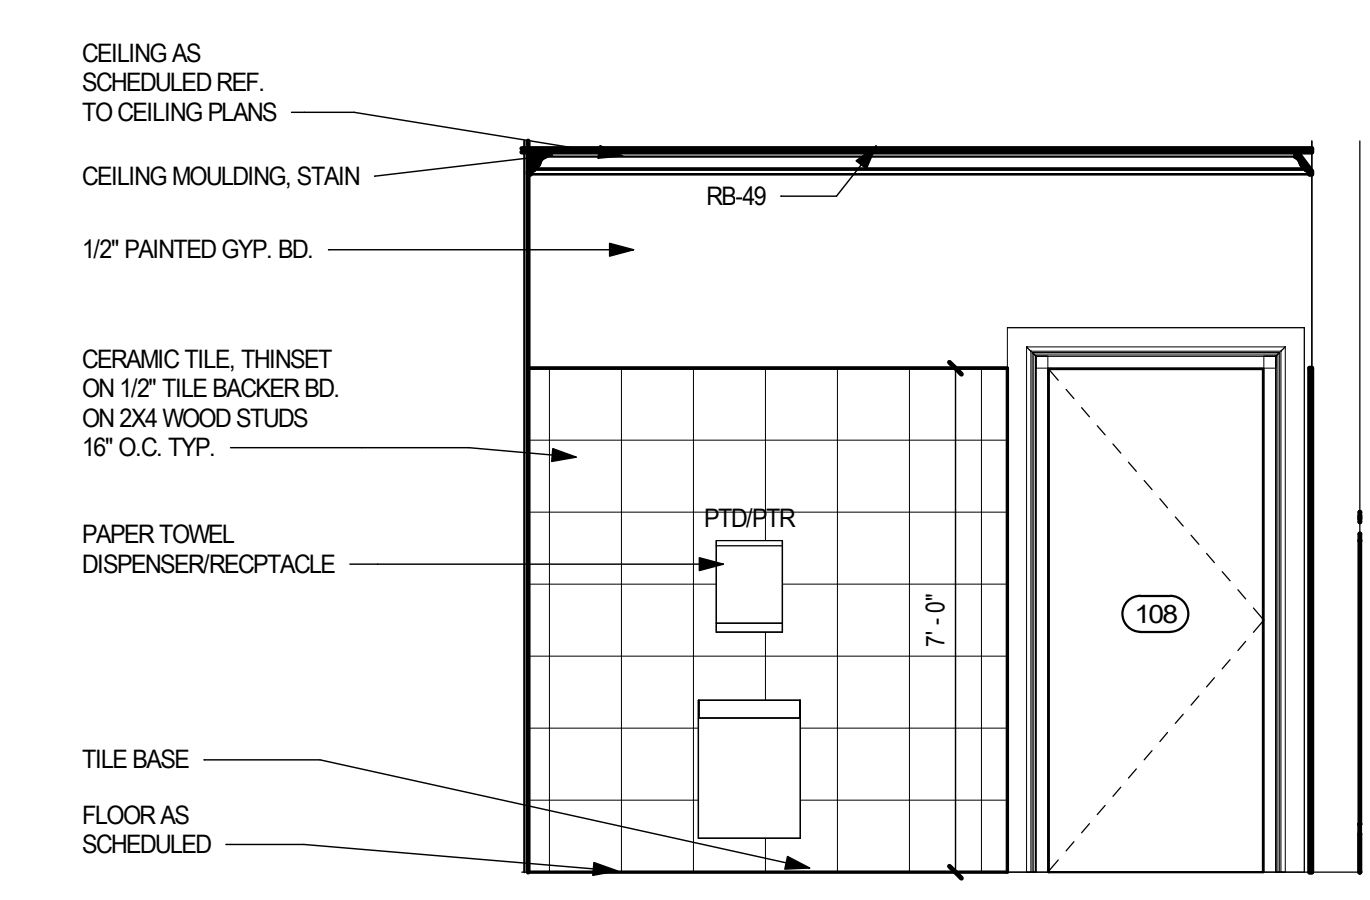 CEILING AS
SCHEDULED REF.
TO CEILING PLANS
CEILING MOULDING, STAIN
RB-49
1/2" PAINTED GYP. BD.
CERAMIC TILE, THINSET
ON 1/2" TILE BACKER BD.
ON 2X4 WOOD STUDS
16" O.C. TYP.
PTD/PTR
PAPER TOWEL
DISPENSER/RECPTACLE
7' - 0"
108
TILE BASE
FLOOR AS
SCHEDULED